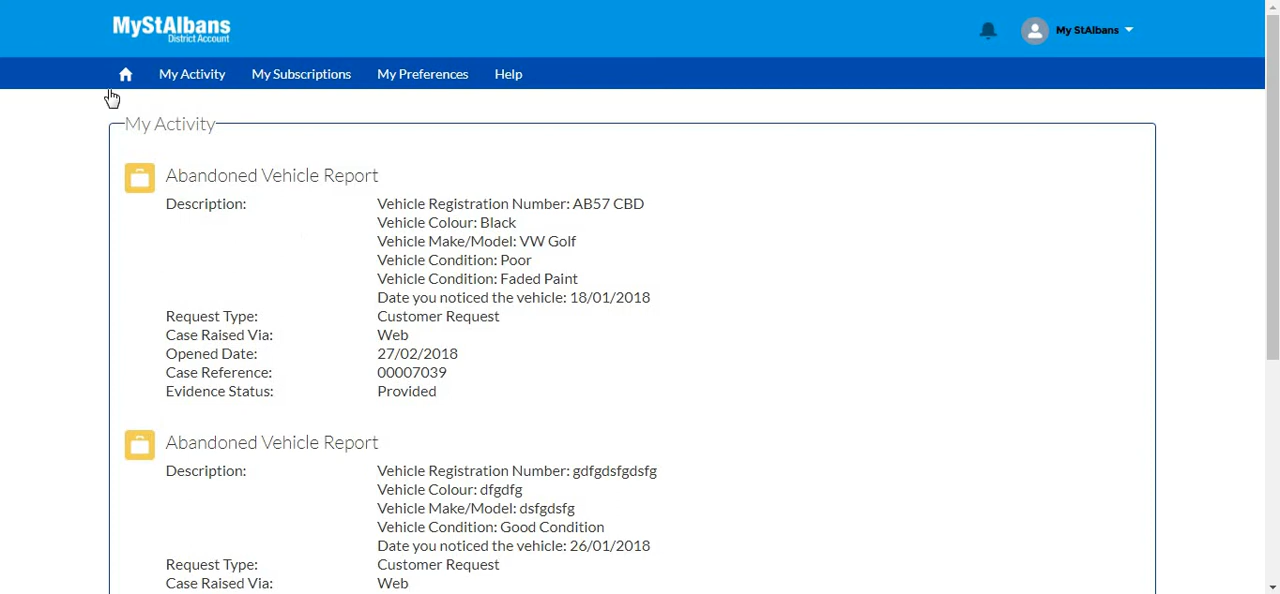 MyStAlbans
District Account
My StAlbans
My Activity My Subscriptions My Preferences Help
My Activity
Abandoned Vehicle Report
Description: Vehicle Registration Number: AB57 CBD
Vehicle Colour: Black
Vehicle Make/Model: VW Golf
Vehicle Condition: Poor
Vehicle Condition: Faded Paint
Date you noticed the vehicle: 18/01/2018
Request Type: Customer Request
Case Raised Via: Web
Opened Date: 27/02/2018
Case Reference: 00007039
Evidence Status: Provided
Abandoned Vehicle Report
Description: Vehicle Registration Number: gdfgdsfgdsfg
Vehicle Colour: dfgdfg
Vehicle Make/Model: dsfgdsfg
Vehicle Condition: Good Condition
Date you noticed the vehicle: 26/01/2018
Request Type: Customer Request
Case Raised Via: Web